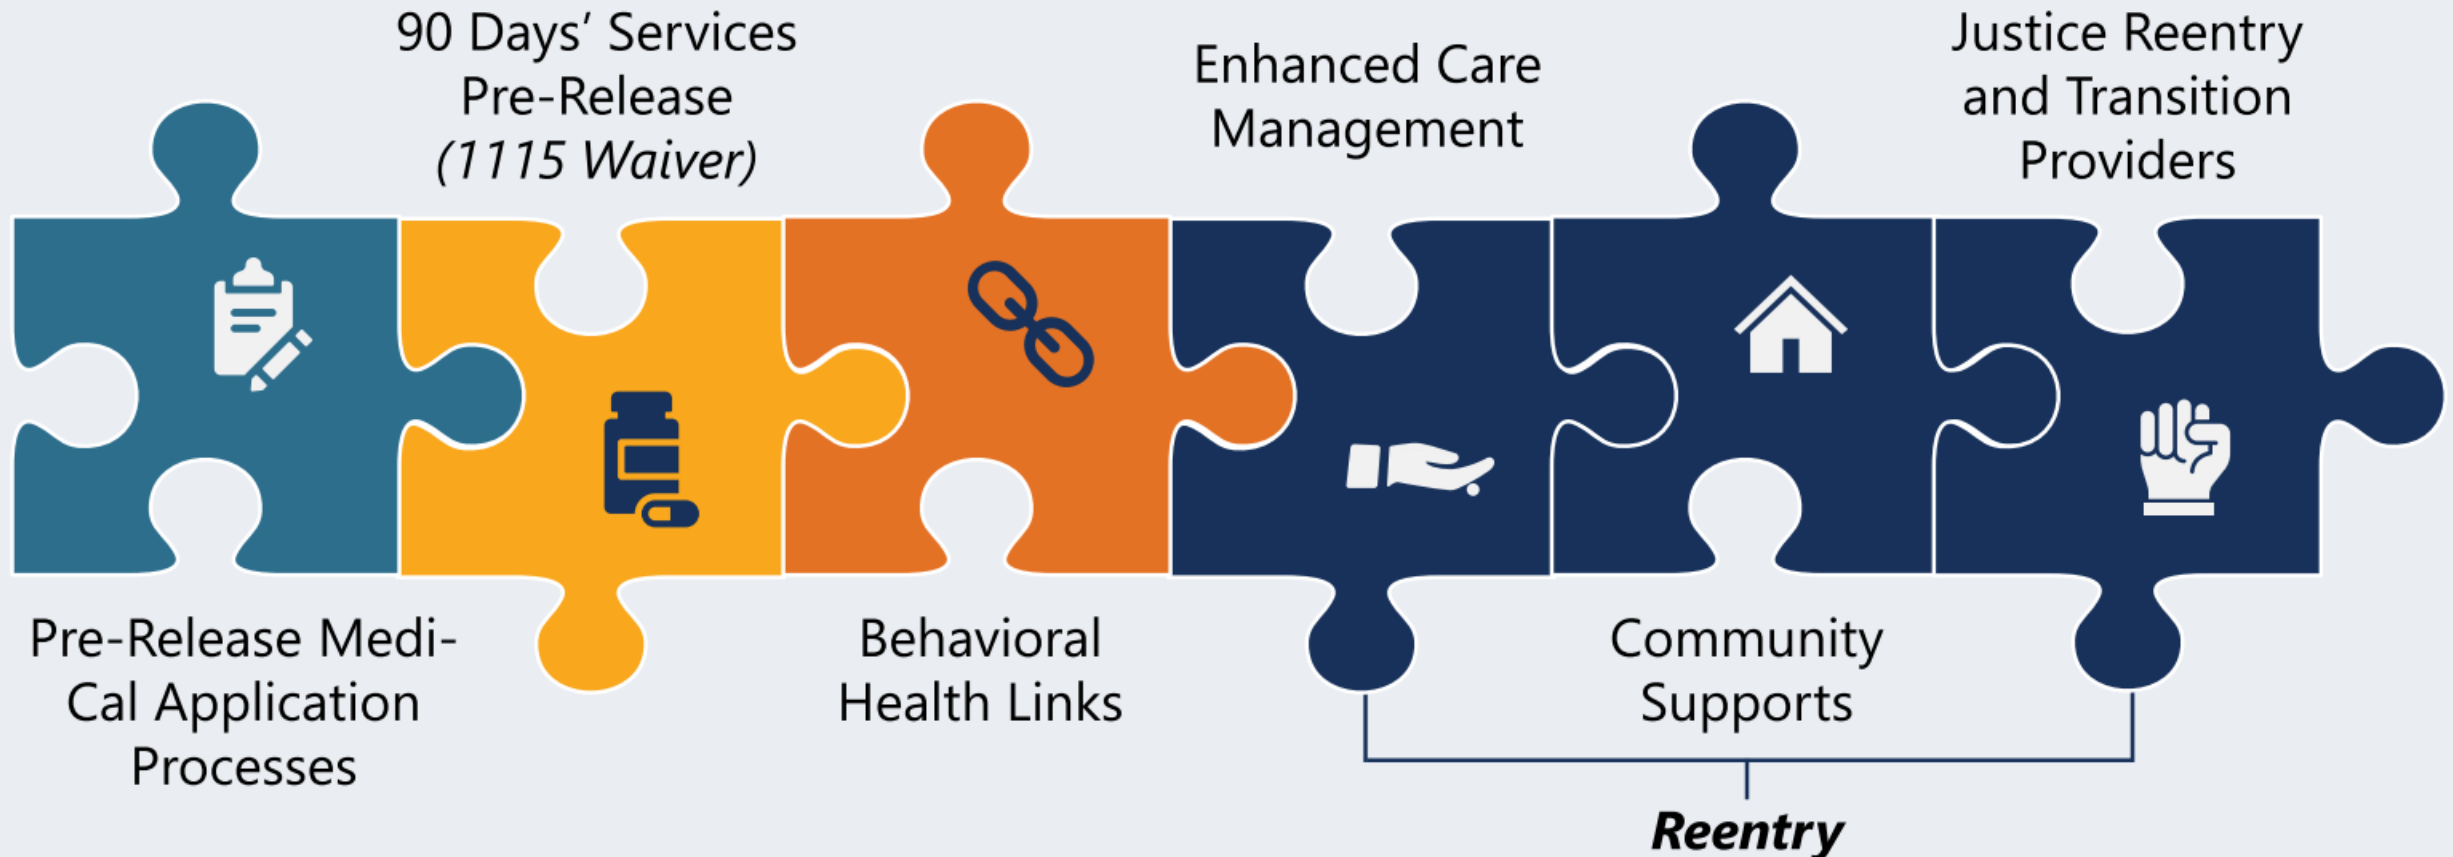 90 Days’ Services
Pre-Release
(1115 Waiver)
Enhanced Care
Management
Justice Reentry
and Transition
Providers
Pre-Release Medi-
Cal Application
Processes
Behavioral
Health Links
Community
Supports
Reentry